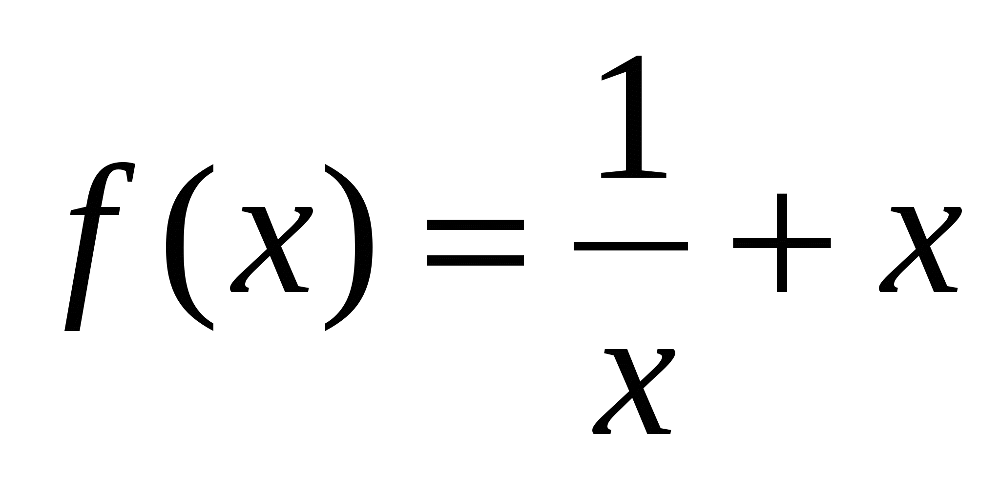 f(x) = 1/x + x